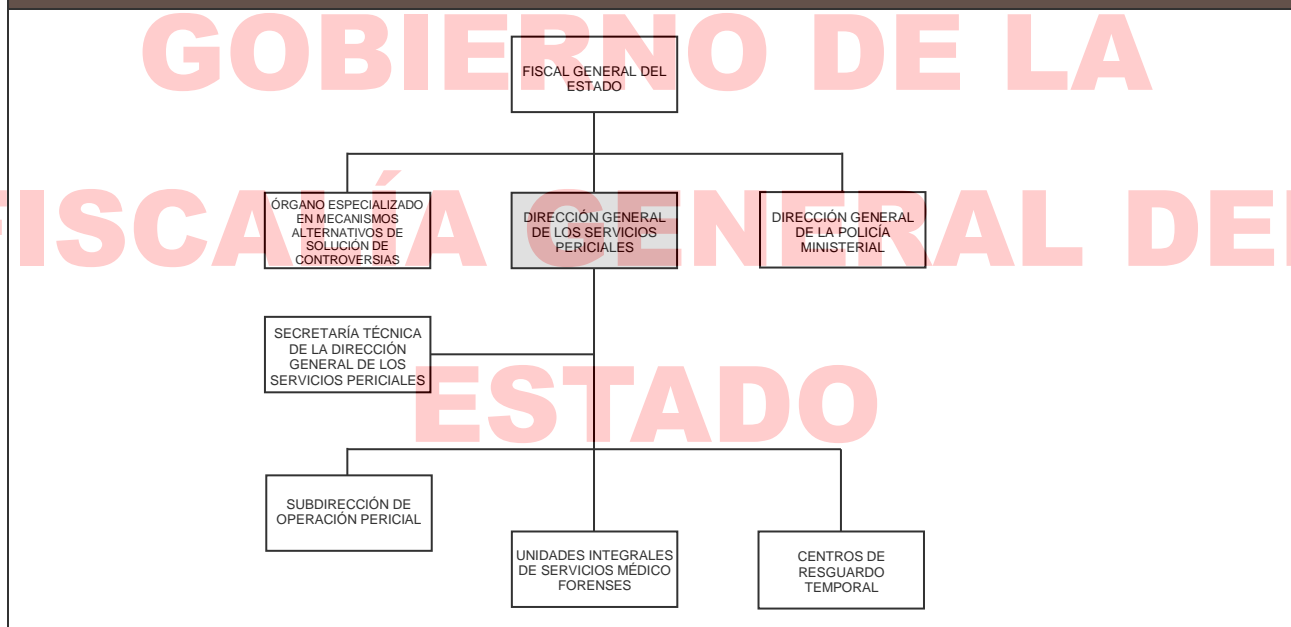 GOBIERNO DE LA
FISCALÍA GENERAL DEL
ESTADO
FISCAL GENERAL DEL
ESTADO
ÓRGANO ESPECIALIZADO
EN MECANISMOS
ALTERNATIVOS DE
SOLUCIÓN DE
CONTROVERSIAS
DIRECCIÓN GENERAL
DE LOS SERVICIOS
PERICIALES
DIRECCIÓN GENERAL
DE LA POLICÍA
MINISTERIAL
SECRETARÍA TÉCNICA
DE LA DIRECCIÓN
GENERAL DE LOS
SERVICIOS PERICIALES
SUBDIRECCIÓN DE
OPERACIÓN PERICIAL
UNIDADES INTEGRALES
DE SERVICIOS MÉDICO
FORENSES
CENTROS DE
RESGUARDO
TEMPORAL